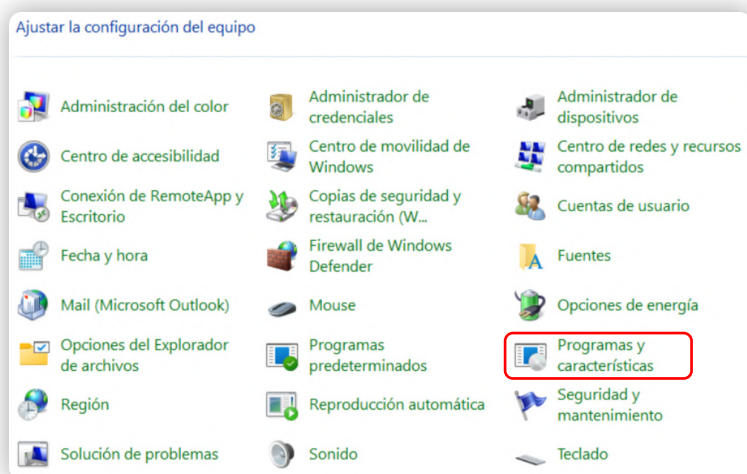 Ajustar la configuración del equipo
Administración del color
Administrador de
credenciales
Administrador de
dispositivos
Centro de accesibilidad
Centro de movilidad de
Windows
Centro de redes y recursos
compartidos
Conexión de RemoteApp y
Escritorio
Copias de seguridad y
restauración (W...
Cuentas de usuario
Fecha y hora
Firewall de Windows
Defender
Fuentes
Mail (Microsoft Outlook)
Mouse
Opciones de energía
Opciones del Explorador
de archivos
Programas
predeterminados
Programas y
características
Región
Reproducción automática
Seguridad y
mantenimiento
Solución de problemas
Sonido
Teclado